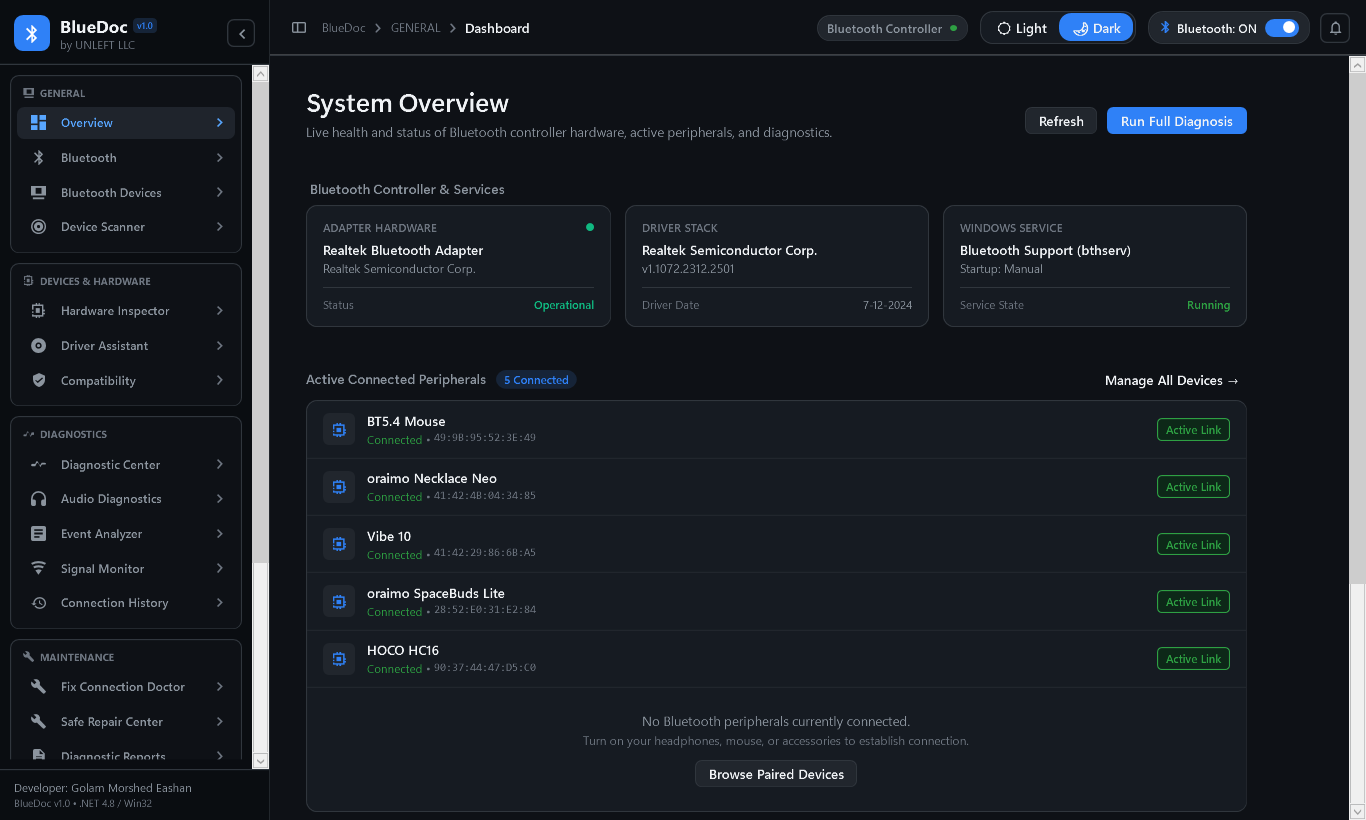 BlueDoc v1.0
by UNLEFT LLC
BlueDoc > GENERAL > Dashboard
Bluetooth Controller
Light
Dark
Bluetooth: ON
GENERAL
Overview
Bluetooth
Bluetooth Devices
Device Scanner
DEVICES & HARDWARE
Hardware Inspector
Driver Assistant
Compatibility
DIAGNOSTICS
Diagnostic Center
Audio Diagnostics
Event Analyzer
Signal Monitor
Connection History
MAINTENANCE
Fix Connection Doctor
Safe Repair Center
Diagnostic Reports
Developer: Golam Morshed Eashan
BlueDoc v1.0 • .NET 4.8 / Win32
System Overview
Live health and status of Bluetooth controller hardware, active peripherals, and diagnostics.
Refresh
Run Full Diagnosis
Bluetooth Controller & Services
ADAPTER HARDWARE
Realtek Bluetooth Adapter
Realtek Semiconductor Corp.
Status Operational
DRIVER STACK
Realtek Semiconductor Corp.
v1.1072.2312.2501
Driver Date 7-12-2024
WINDOWS SERVICE
Bluetooth Support (bthserv)
Startup: Manual
Service State Running
Active Connected Peripherals 5 Connected
Manage All Devices →
BT5.4 Mouse
Connected • 49:9B:95:52:3E:49
Active Link
oraimo Necklace Neo
Connected • 41:42:4B:04:34:85
Active Link
Vibe 10
Connected • 41:42:29:86:6B:A5
Active Link
oraimo SpaceBuds Lite
Connected • 28:52:E0:31:E2:84
Active Link
HOCO HC16
Connected • 90:37:44:47:D5:C0
Active Link
No Bluetooth peripherals currently connected.
Turn on your headphones, mouse, or accessories to establish connection.
Browse Paired Devices